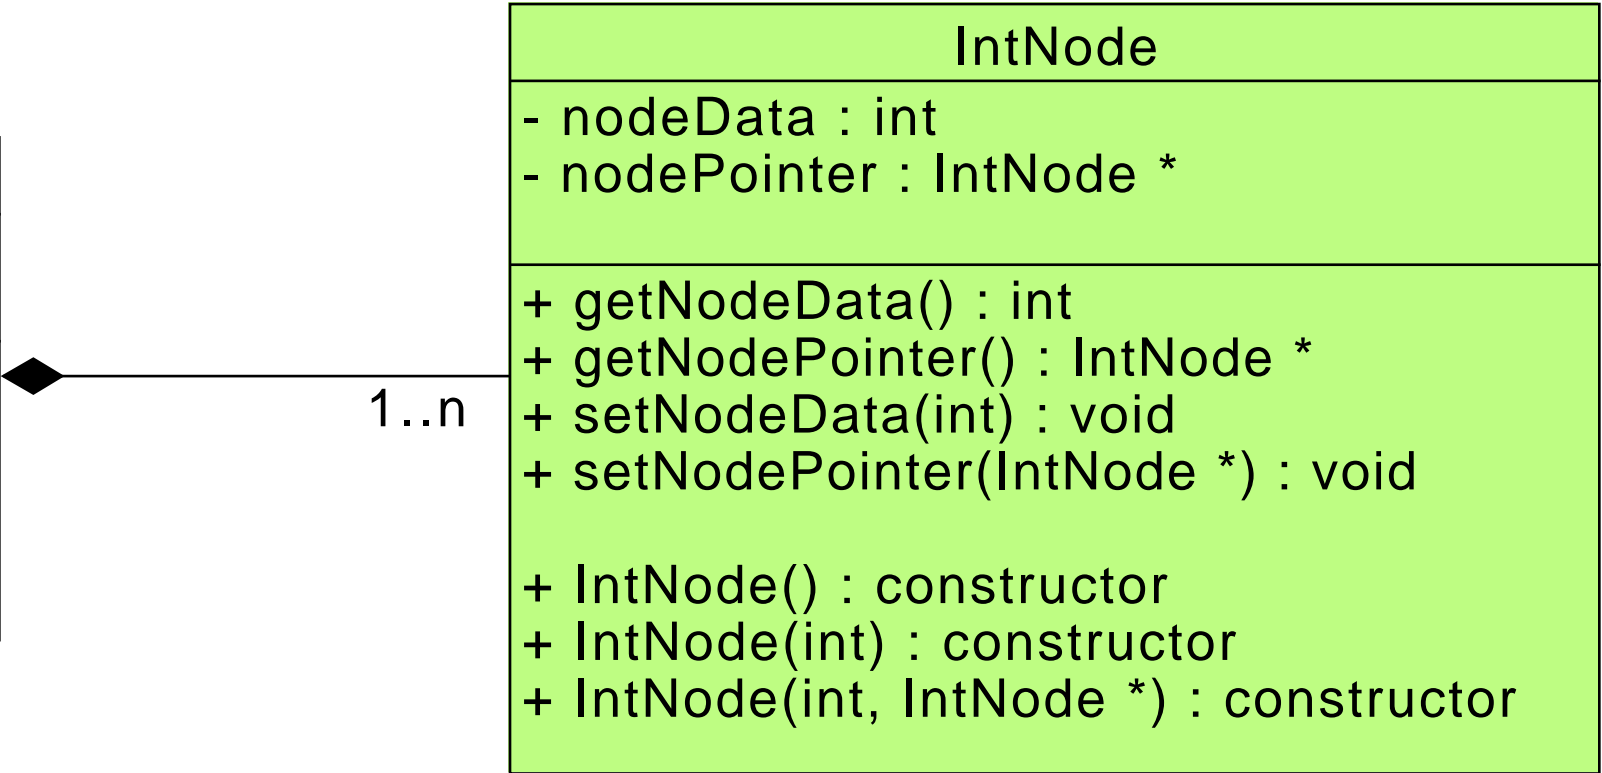 IntNode
- nodeData : int
- nodePointer : IntNode *
+ getNodeData() : int
+ getNodePointer() : IntNode *
1..n
+ setNodeData(int) : void
+ setNodePointer(IntNode *) : void
+ IntNode() : constructor
+ IntNode(int) : constructor
+ IntNode(int, IntNode *) : constructor